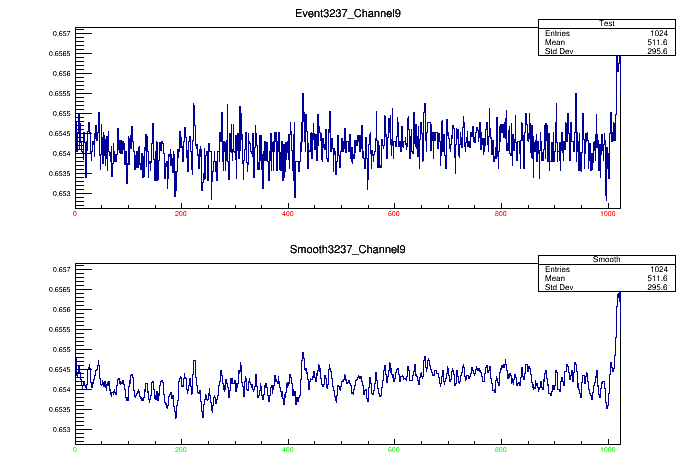 Event3237_Channel9
Test
Entries 1024
Mean 511.6
Std Dev 295.6
0.657
0.6565
0.656
0.6555
0.655
0.6545
0.654
0.6535
0.653
0 200 400 600 800 1000
Smooth3237_Channel9
Smooth
Entries 1024
Mean 511.6
Std Dev 295.6
0.657
0.6565
0.656
0.6555
0.655
0.6545
0.654
0.6535
0.653
0 200 400 600 800 1000